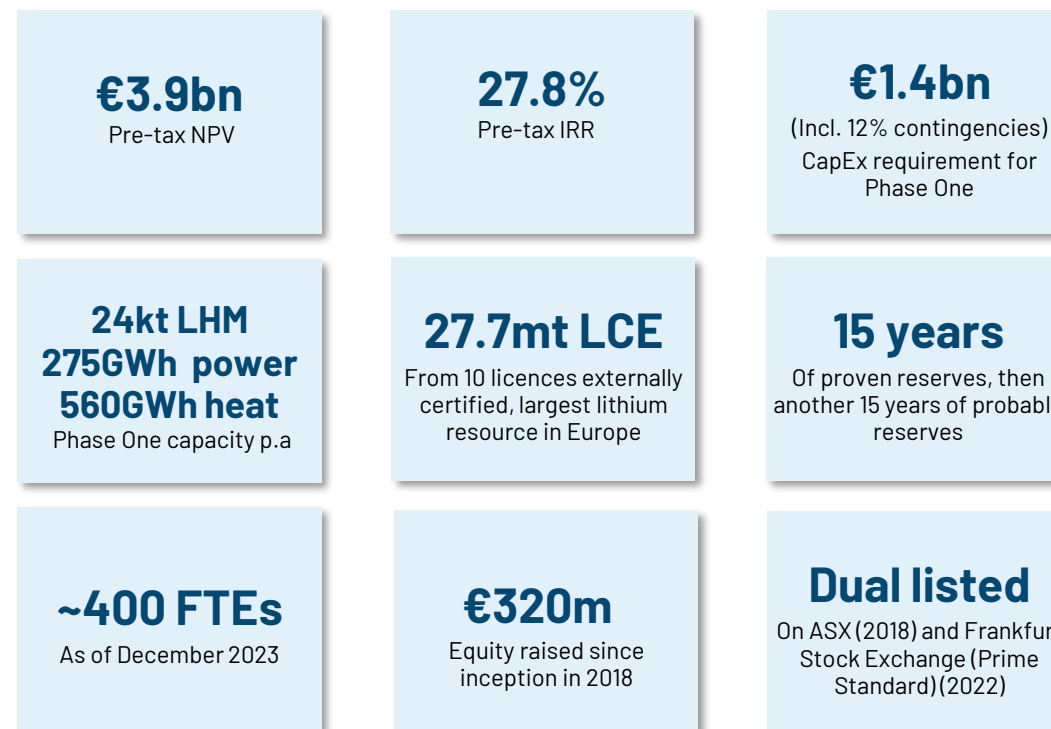 €3.9bn
Pre-tax NPV
27.8%
Pre-tax IRR
€1.4bn
(Incl. 12% contingencies)
CapEx requirement for
Phase One
24kt LHM
275GWh power
560GWh heat
Phase One capacity p.a
27.7mt LCE
From 10 licences externally
certified, largest lithium
resource in Europe
15 years
Of proven reserves, then
another 15 years of probabl
reserves
~400 FTEs
As of December 2023
€320m
Equity raised since
inception in 2018
Dual listed
On ASX (2018) and Frankfur
Stock Exchange (Prime
Standard) (2022)